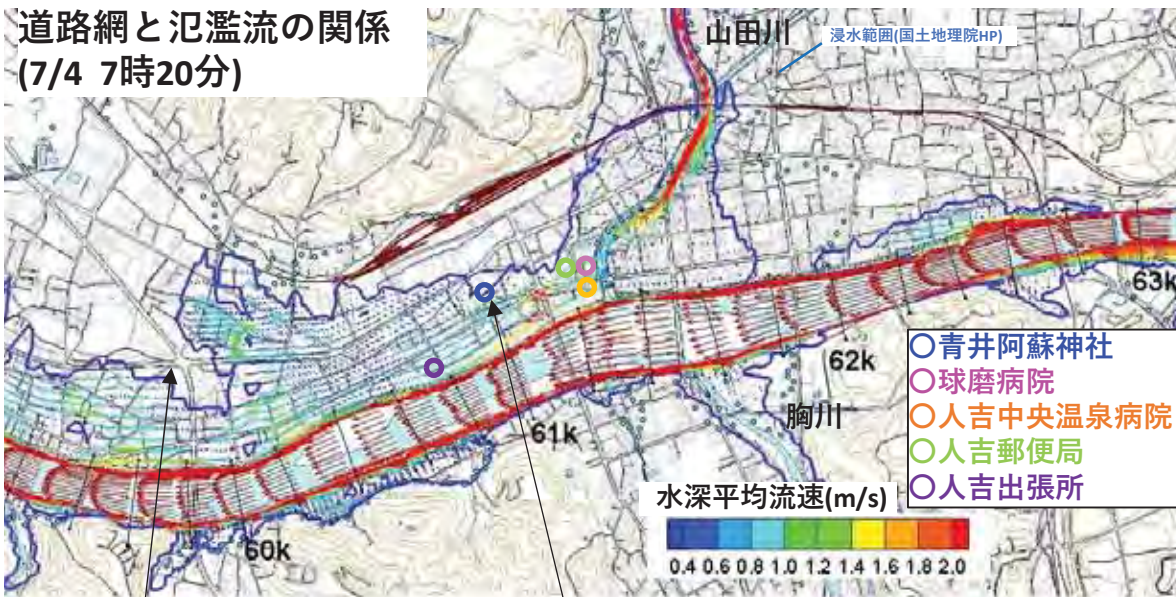 道路網と氾濫流の関係
(7/4 7時20分)
山田川
浸水範囲(国土地理院HP)
63k
62k
胸川
61k
60k
○青井阿蘇神社
○球磨病院
○人吉中央温泉病院
○人吉郵便局
○人吉出張所
水深平均流速(m/s)
0.4 0.6 0.8 1.0 1.2 1.4 1.6 1.8 2.0